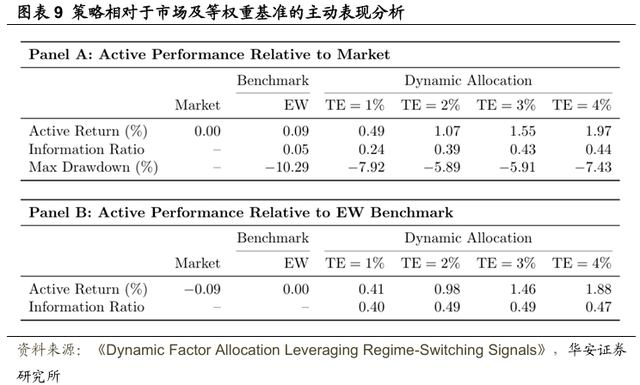 图表 9 策略相对于市场及等权重基准的主动表现分析
Panel A: Active Performance Relative to Market
Benchmark Dynamic Allocation
Market EW TE = 1% TE = 2% TE = 3% TE = 4%
Active Return (%) 0.00 0.09 0.49 1.07 1.55 1.97
Information Ratio – 0.05 0.24 0.39 0.43 0.44
Max Drawdown (%) – −10.29 −7.92 −5.89 −5.91 −7.43
Panel B: Active Performance Relative to EW Benchmark
Benchmark Dynamic Allocation
Market EW TE = 1% TE = 2% TE = 3% TE = 4%
Active Return (%) −0.09 0.00 0.41 0.98 1.46 1.88
Information Ratio – – 0.40 0.49 0.49 0.47
资料来源：《Dynamic Factor Allocation Leveraging Regime-Switching Signals》，华安证券
研究所